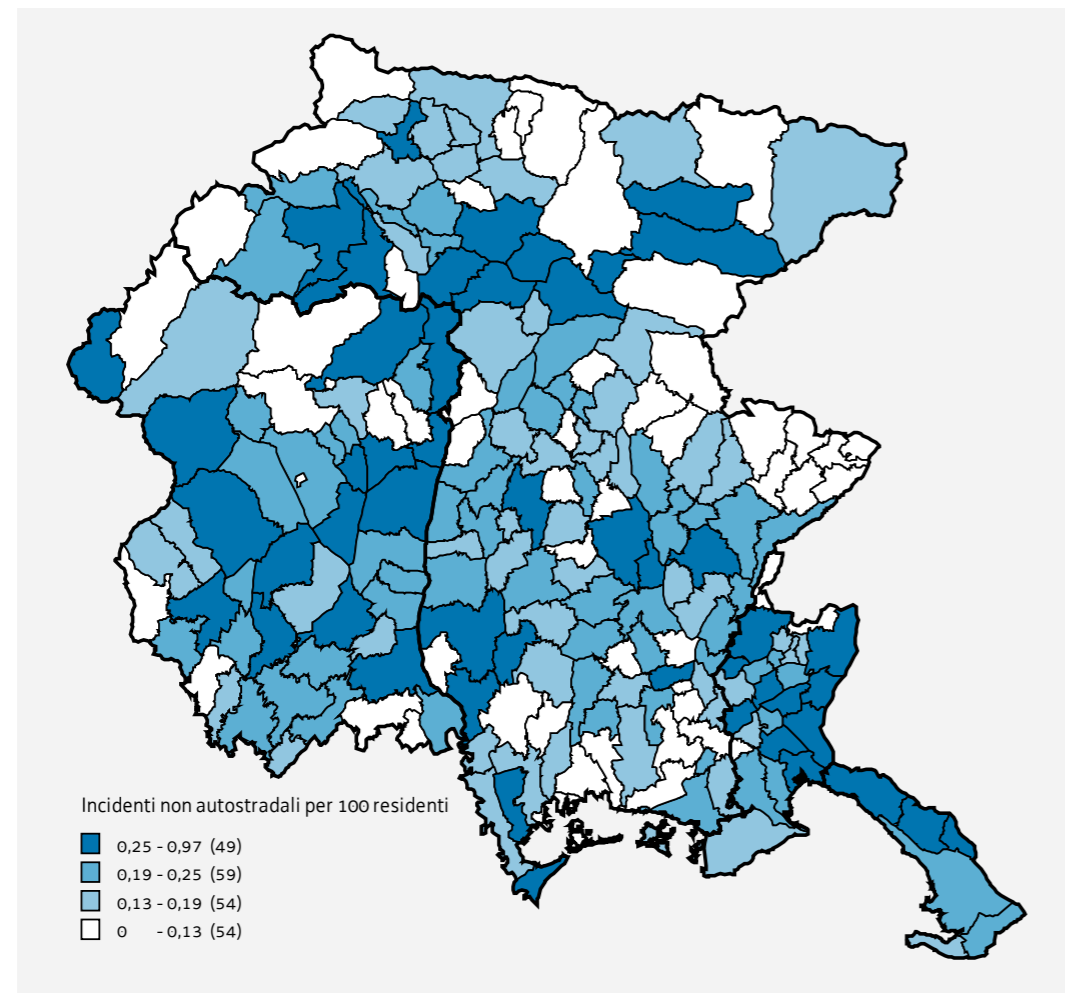 Incidenti non autostradali per 100 residenti
0,25 - 0,97 (49)
0,19 - 0,25 (59)
0,13 - 0,19 (54)
0 - 0,13 (54)